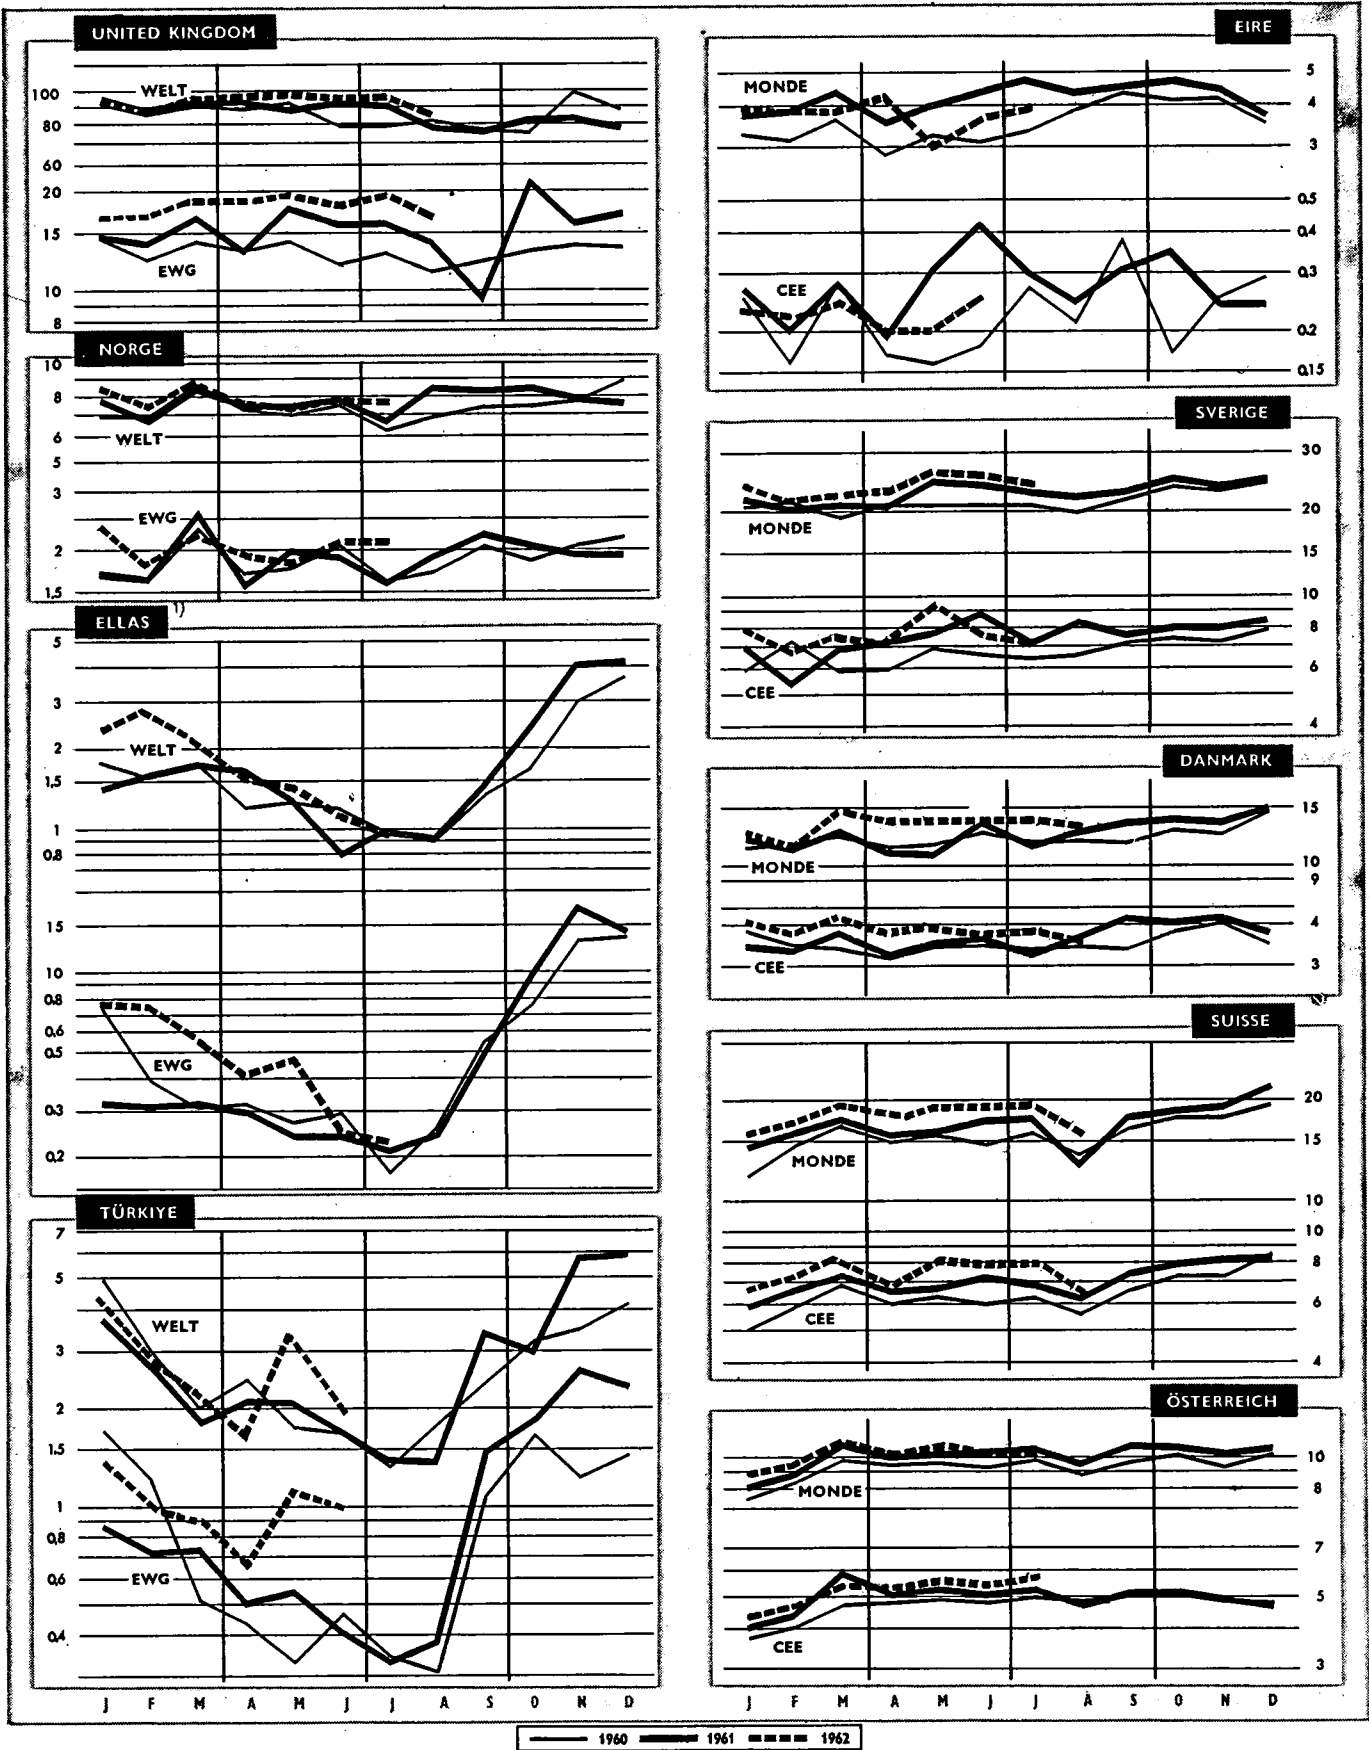 UNITED KINGDOM
WELT
100
80
60
20
15
EWG
10
8
NORGE
10
8
WELT
6
5
3
EWG
2
1,5
ELLAS 1)
5
3
WELT
2
1,5
1
0,8
15
10
0,8
0,6
0,5
EWG
0,3
0,2
TÜRKIYE
7
5
WELT
3
2
1,5
1
0,8
0,6
EWG
0,4
J F M A M J J A S O N D
EIRE
5
MONDE
4
3
0,5
0,4
0,3
CEE
0,2
0,15
SVERIGE
30
20
MONDE
15
10
8
6
CEE
4
DANMARK
15
MONDE
10
9
4
CEE
3
SUISSE
20
15
MONDE
10
10
8
6
CEE
4
ÖSTERREICH
10
MONDE
8
7
5
CEE
3
J F M A M J J A S O N D
1960 1961 1962